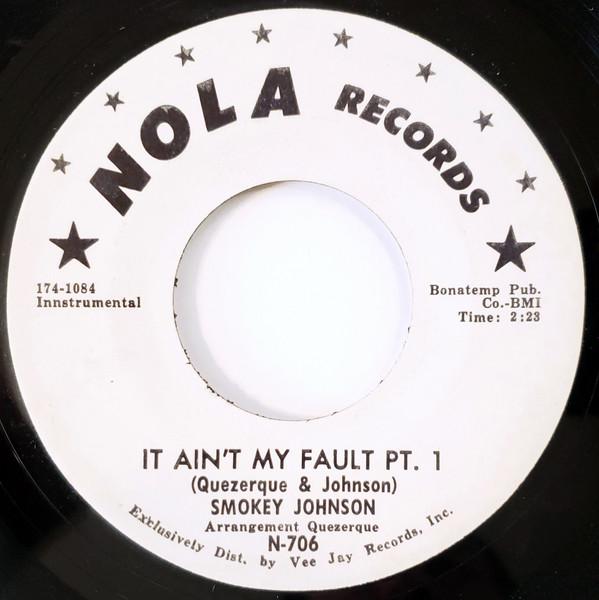 NOLA RECORDS
174-1084
Innstrumental
Bonatemp Pub.
Co.-BMI
Time: 2:23
IT AIN'T MY FAULT PT. 1
(Quezerque & Johnson)
SMOKEY JOHNSON
Arrangement Quezerque
N-706
Exclusively Dist. by Vee Jay Records, Inc.